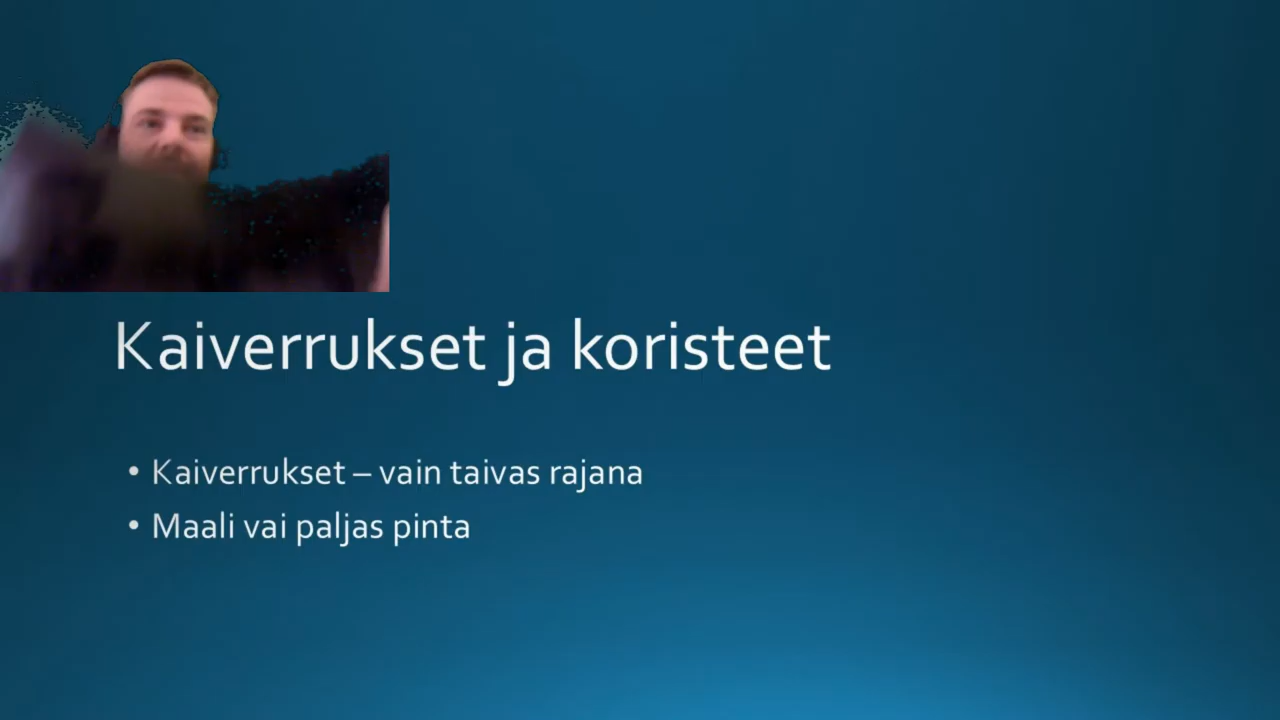 Kaiverrukset ja koristeet
• Kaiverrukset – vain taivas rajana
• Maali vai paljas pinta